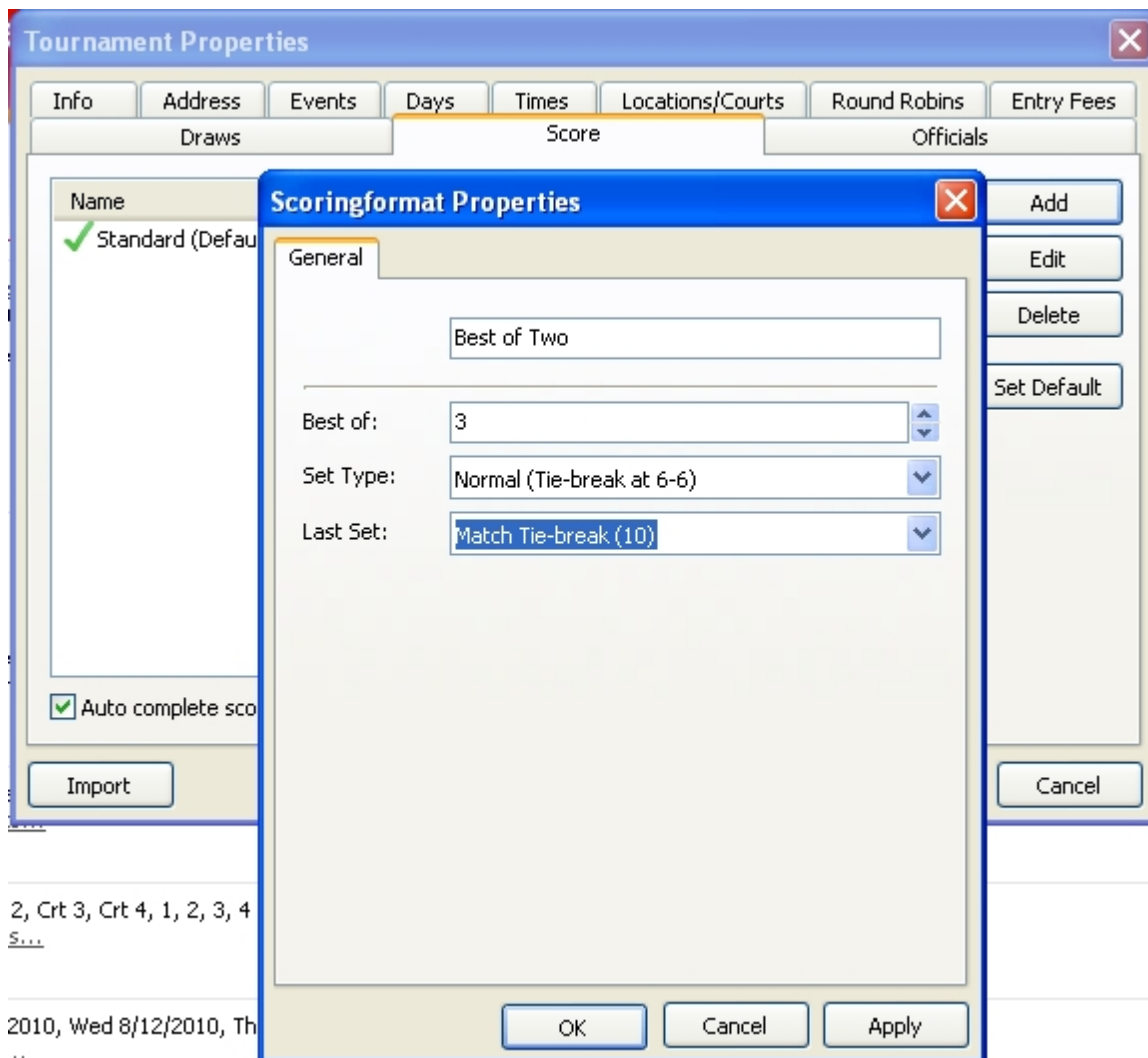 Tournament Properties
Info Address Events Days Times Locations/Courts Round Robins Entry Fees
Draws Score Officials
Name
Standard (Defau
Scoringformat Properties
General
Best of Two
Best of: 3
Set Type: Normal (Tie-break at 6-6)
Last Set: Match Tie-break (10)
Add
Edit
Delete
Set Default
Auto complete sco
Import
Cancel
2, Crt 3, Crt 4, 1, 2, 3, 4
s...
2010, Wed 8/12/2010, Th
OK Cancel Apply